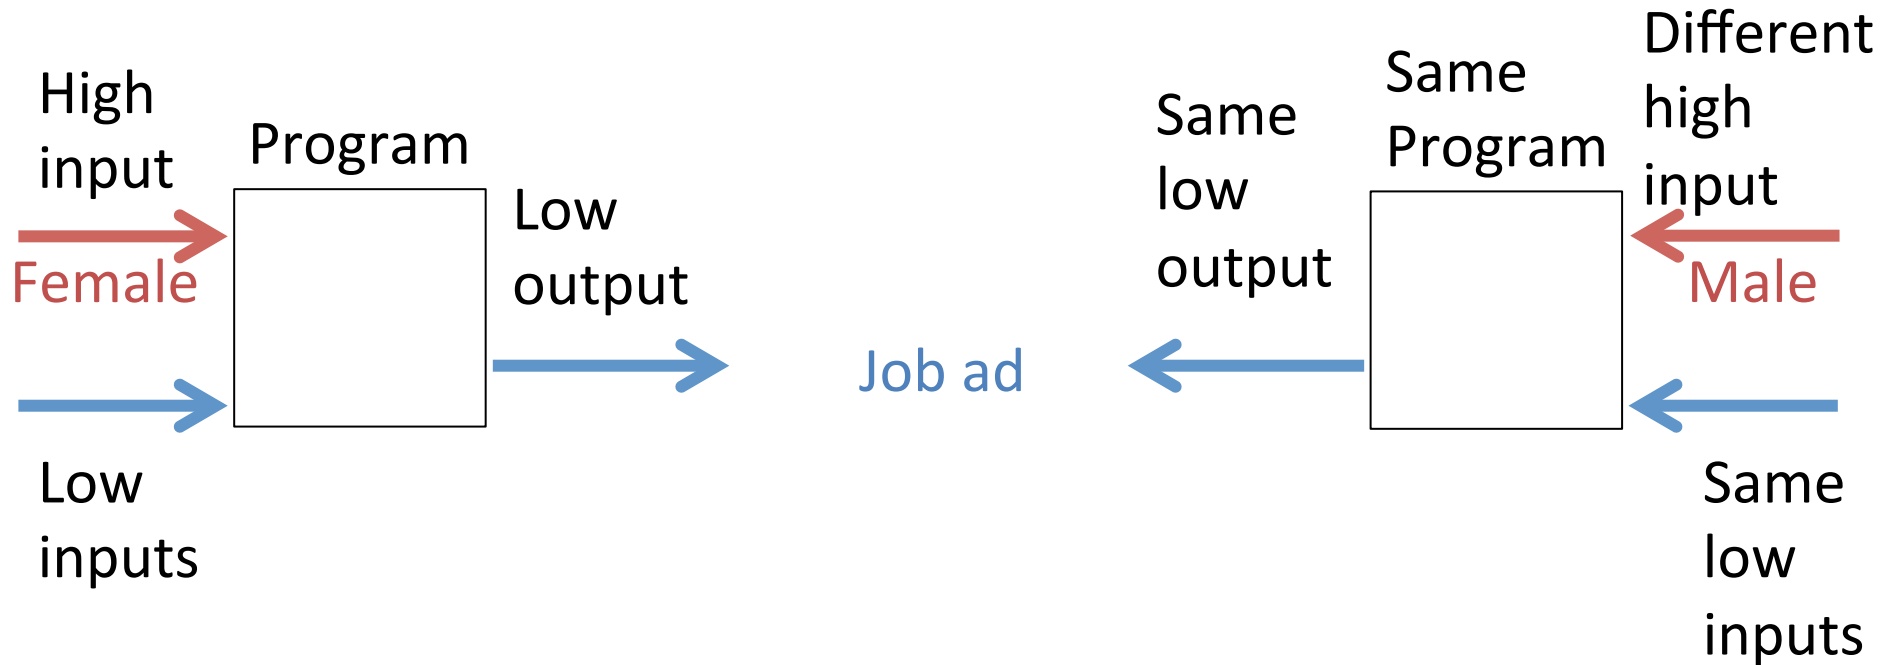 High
input
Program
Female
Low
output
Low
inputs
Job ad
Same
low
output
Same
Program
Different
high
input
Male
Same
low
inputs